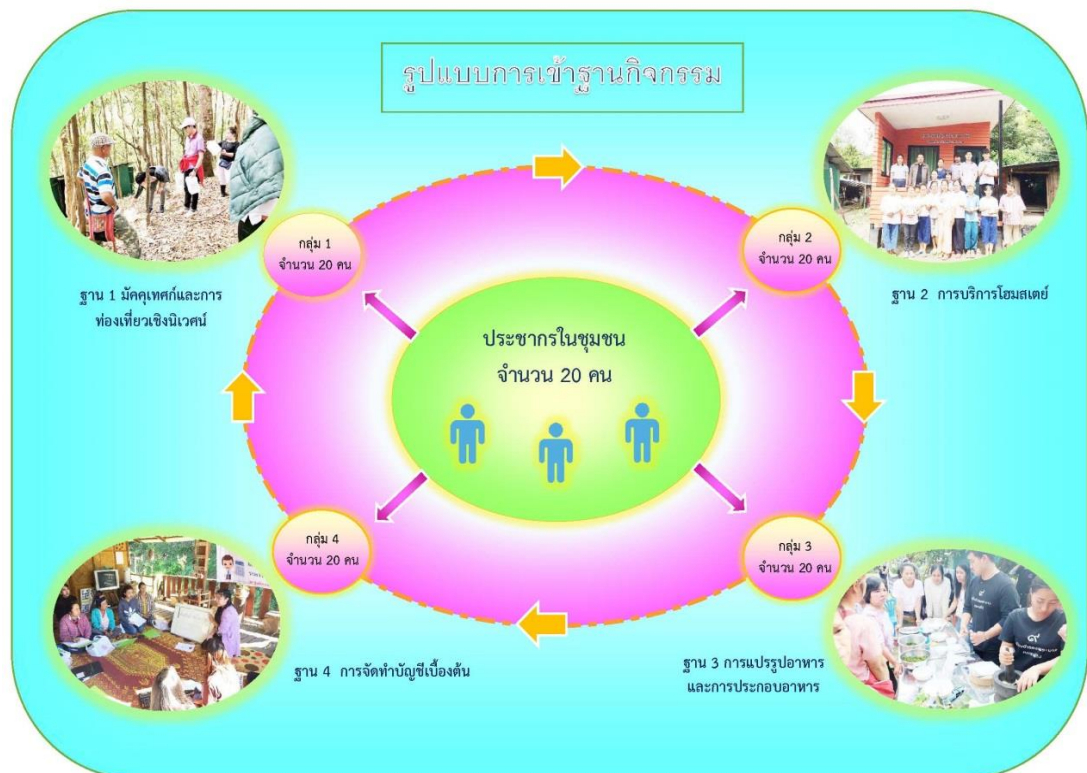 รูปแบบการเข้าฐานกิจกรรม
กลุ่ม 1
จำนวน 20 คน
กลุ่ม 2
จำนวน 20 คน
ฐาน 1 มัคคุเทศก์และการ
ท่องเที่ยวเชิงนิเวศน์
ฐาน 2 การบริการโฮมสเตย์
ประชากรในชุมชน
จำนวน 20 คน
กลุ่ม 4
จำนวน 20 คน
กลุ่ม 3
จำนวน 20 คน
ฐาน 4 การจัดทำบัญชีเบื้องต้น
ฐาน 3 การแปรรูปอาหาร
และการประกอบอาหาร